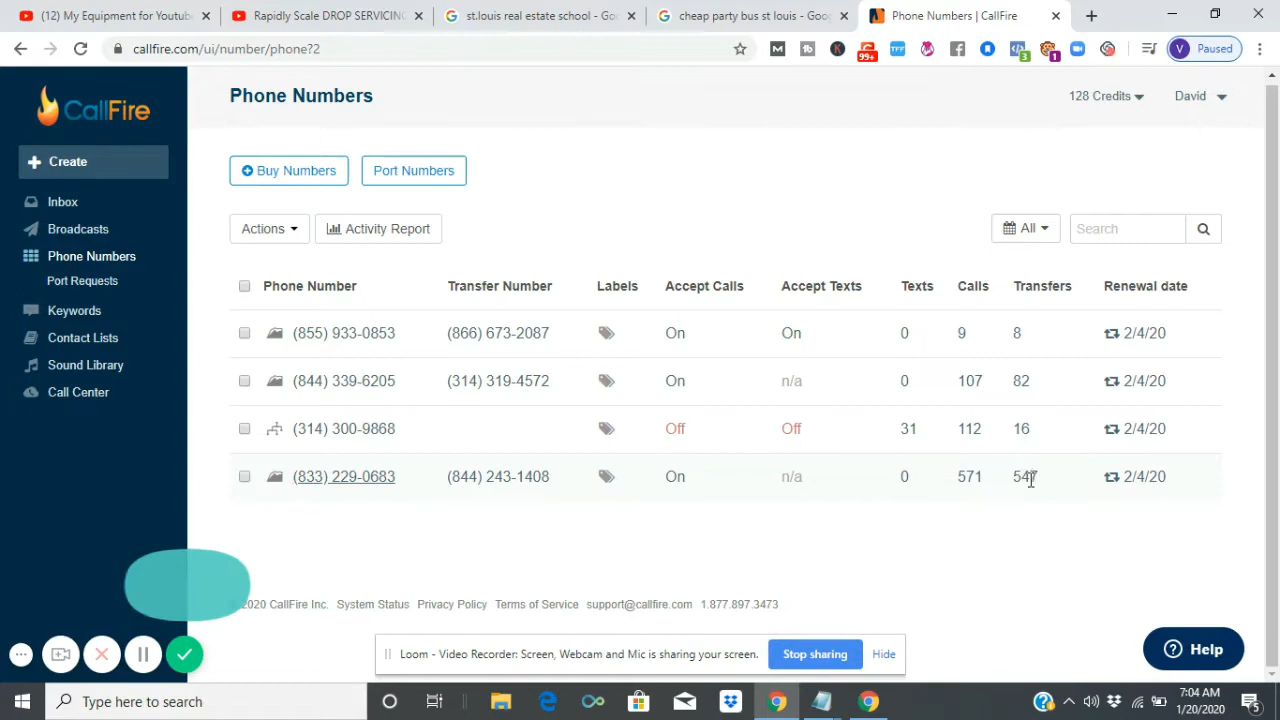 (12) My Equipment for Youtub
Rapidly Scale DROP SERVICING
st.louis real estate school - Goo
cheap party bus st louis - Goog
Phone Numbers | CallFire
callfire.com/ui/number/phone?2
M
tb
K
99+
TFF
3
1
V Paused
CallFire
Phone Numbers
128 Credits
David
Create
Buy Numbers
Port Numbers
Inbox
Broadcasts
Phone Numbers
Port Requests
Keywords
Contact Lists
Sound Library
Call Center
Actions
Activity Report
All
Search
Phone Number Transfer Number Labels Accept Calls Accept Texts Texts Calls Transfers Renewal date
(855) 933-0853 (866) 673-2087 On On 0 9 8 2/4/20
(844) 339-6205 (314) 319-4572 On n/a 0 107 82 2/4/20
(314) 300-9868 Off Off 31 112 16 2/4/20
(833) 229-0683 (844) 243-1408 On n/a 0 571 547 2/4/20
2020 CallFire Inc. System Status Privacy Policy Terms of Service support@callfire.com 1.877.897.3473
Loom - Video Recorder: Screen, Webcam and Mic is sharing your screen.
Stop sharing
Hide
Help
Type here to search
7:04 AM
1/20/2020
5